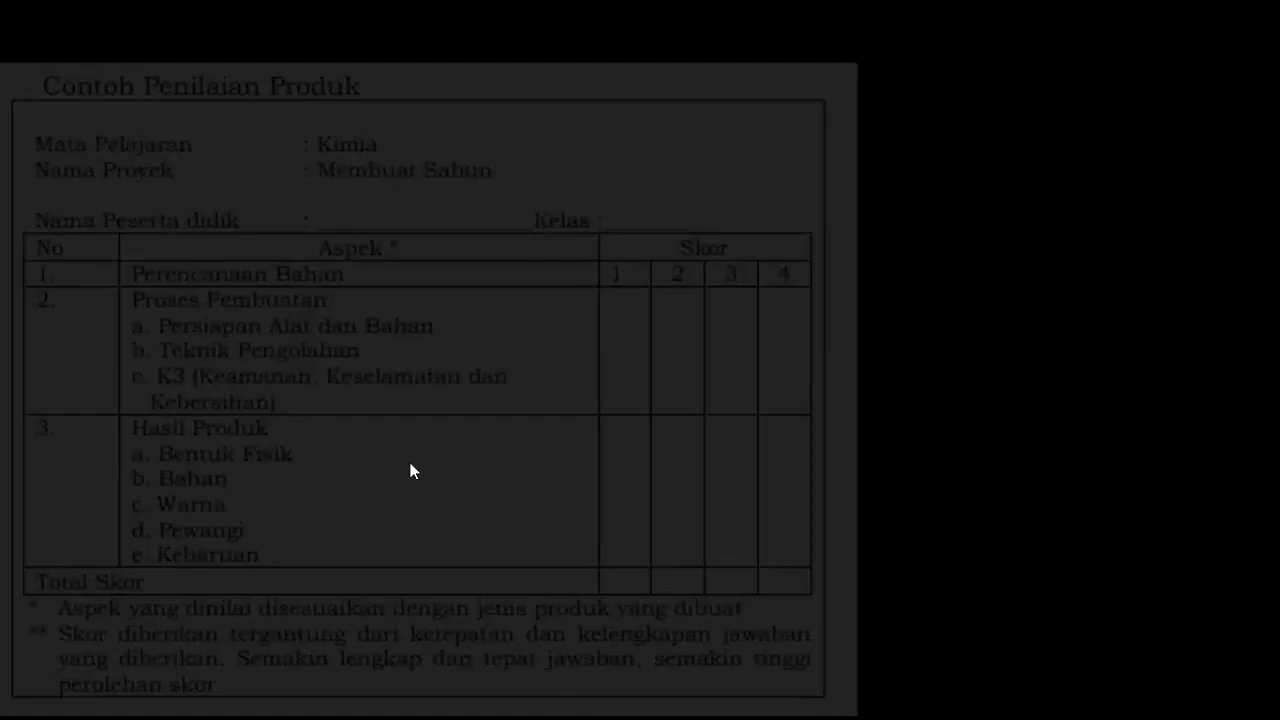 Contoh Penilaian Produk
Mata Pelajaran : Kimia
Nama Proyek : Membuat Sabun
Nama Peserta didik : ____________________Kelas :________
No Aspek * Skor
1. Perencanaan Bahan 1 2 3 4
2. Proses Pembuatan
a. Persiapan Alat dan Bahan
b. Teknik Pengolahan
c. K3 (Keamanan, Keselamatan dan
Kebersihan)
3. Hasil Produk
a. Bentuk Fisik
b. Bahan
c. Warna
d. Pewangi
e. Kebaruan
Total Skor
* Aspek yang dinilai disesuaikan dengan jenis produk yang dibuat
** Skor diberikan tergantung dari ketepatan dan kelengkapan jawaban
yang diberikan. Semakin lengkap dan tepat jawaban, semakin tinggi
perolehan skor